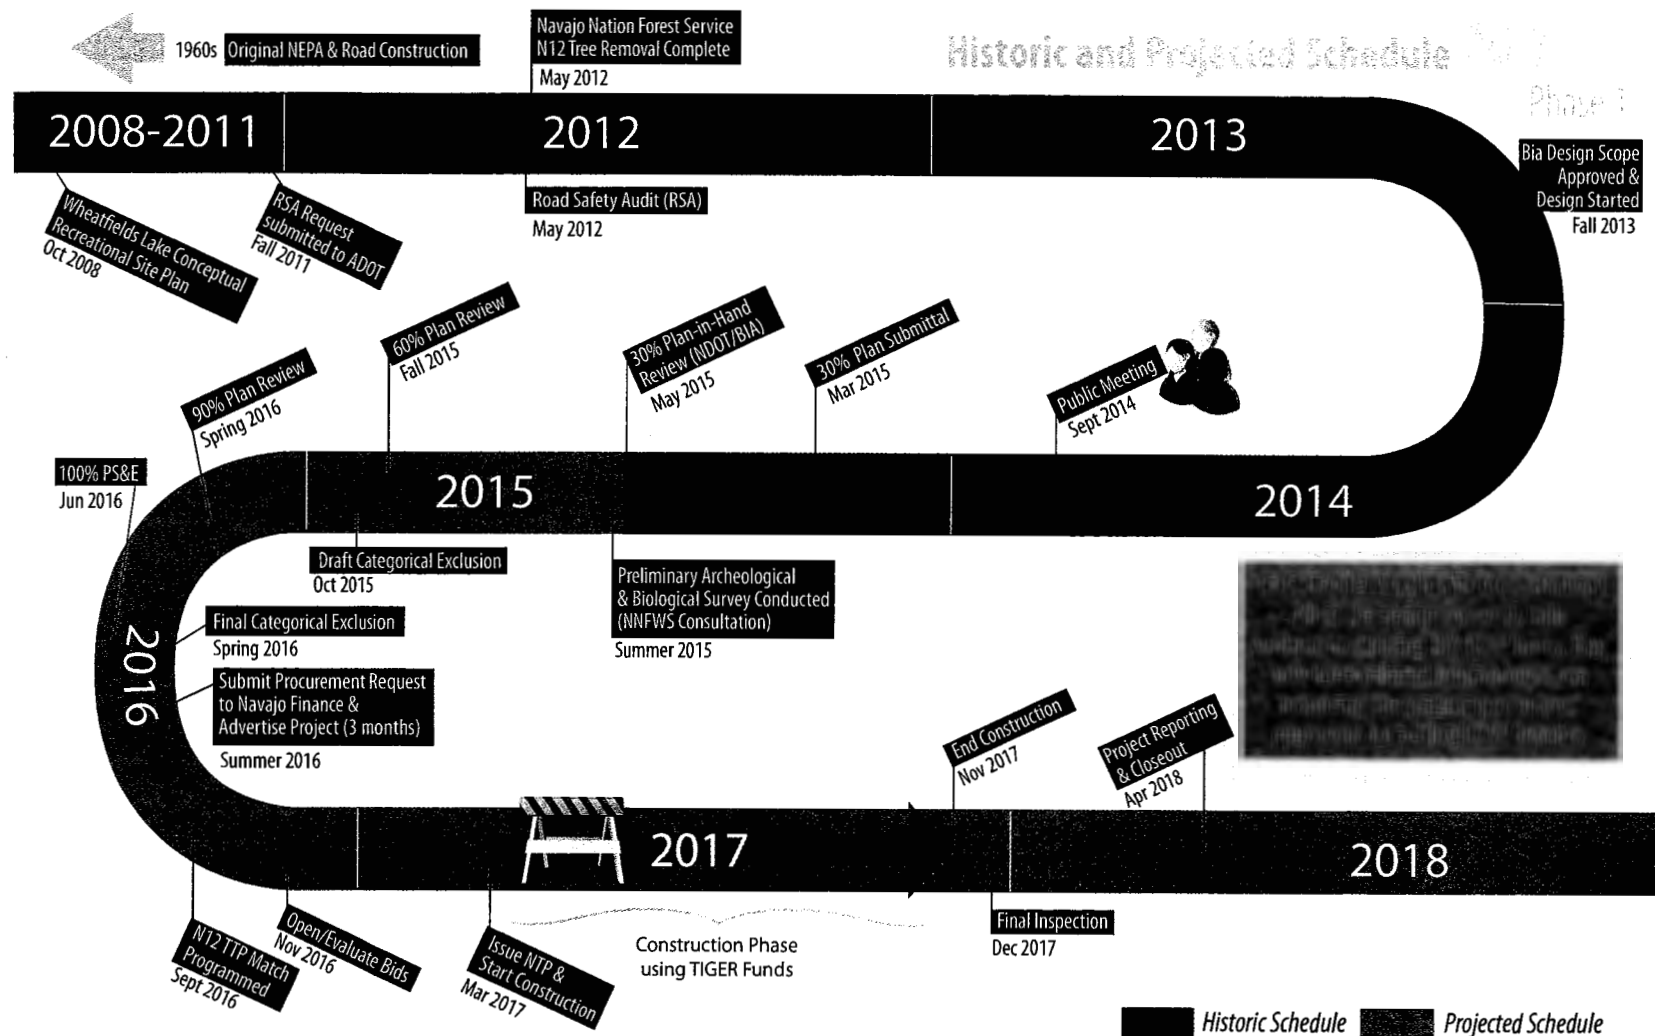 1960s
Original NEPA & Road Construction
Navajo Nation Forest Service
N12 Tree Removal Complete
May 2012
Historic and Projected Schedule
Phase 1
2008-2011
2012
2013
Bia Design Scope
Approved &
Design Started
Fall 2013
Wheatfields Lake Conceptual
Recreational Site Plan
Oct 2008
RSA Request
submitted to ADOT
Fall 2011
Road Safety Audit (RSA)
May 2012
90% Plan Review
Spring 2016
60% Plan Review
Fall 2015
30% Plan-in-Hand
Review (NDOT/BIA)
May 2015
30% Plan Submittal
Mar 2015
Public Meeting
Sept 2014
100% PS&E
Jun 2016
2015
2014
Draft Categorical Exclusion
Oct 2015
Preliminary Archeological
& Biological Survey Conducted
(NNFWS Consultation)
Summer 2015
2016
Final Categorical Exclusion
Spring 2016
Submit Procurement Request
to Navajo Finance &
Advertise Project (3 months)
Summer 2016
End Construction
Nov 2017
Project Reporting
& Closeout
Apr 2018
2017
2018
N12 TTP Match
Programmed
Sept 2016
Open/Evaluate Bids
Nov 2016
Issue NTP &
Start Construction
Mar 2017
Construction Phase
using TIGER Funds
Final Inspection
Dec 2017
Historic Schedule
Projected Schedule